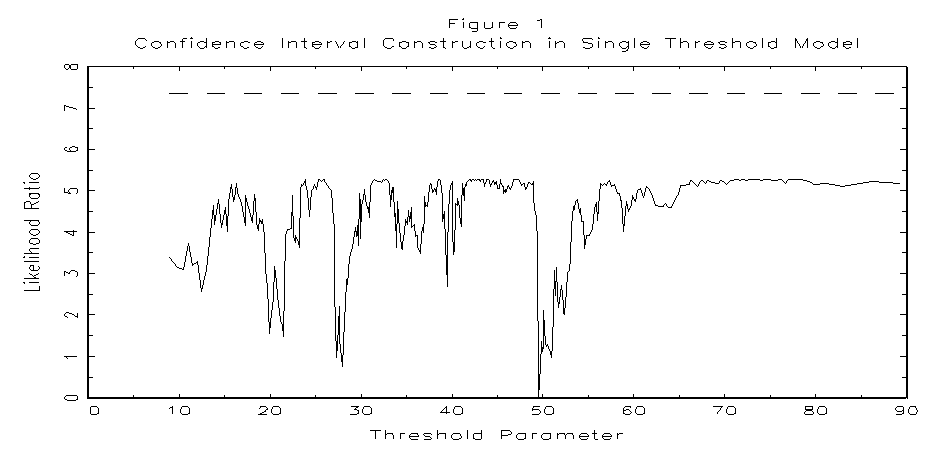 Figure 1
Confidence Interval Construction in Single Threshold Model
8
7
6
5
4
3
2
1
0
Likelihood Ratio
0 10 20 30 40 50 60 70 80 90
Threshold Parameter